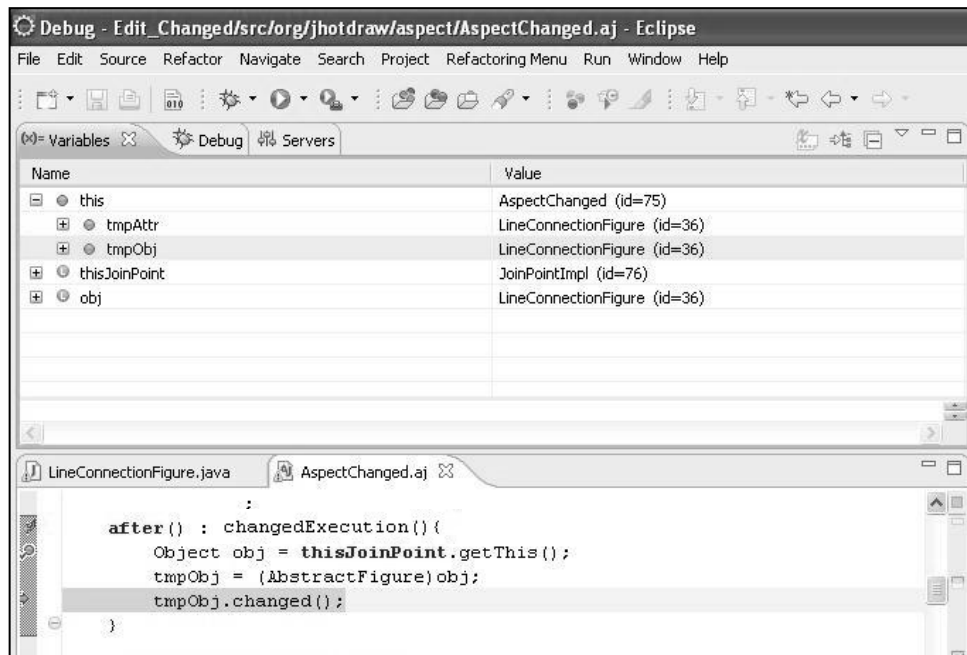 Debug - Edit_Changed/src/org/jhotdraw/aspect/AspectChanged.aj - Eclipse
File Edit Source Refactor Navigate Search Project Refactoring Menu Run Window Help
010
(x)= Variables Debug Servers
Name Value
this AspectChanged (id=75)
tmpAttr LineConnectionFigure (id=36)
tmpObj LineConnectionFigure (id=36)
thisJoinPoint JoinPointImpl (id=76)
obj LineConnectionFigure (id=36)
LineConnectionFigure.java AspectChanged.aj
;
after() : changedExecution(){
Object obj = thisJoinPoint.getThis();
tmpObj = (AbstractFigure)obj;
tmpObj.changed();
}